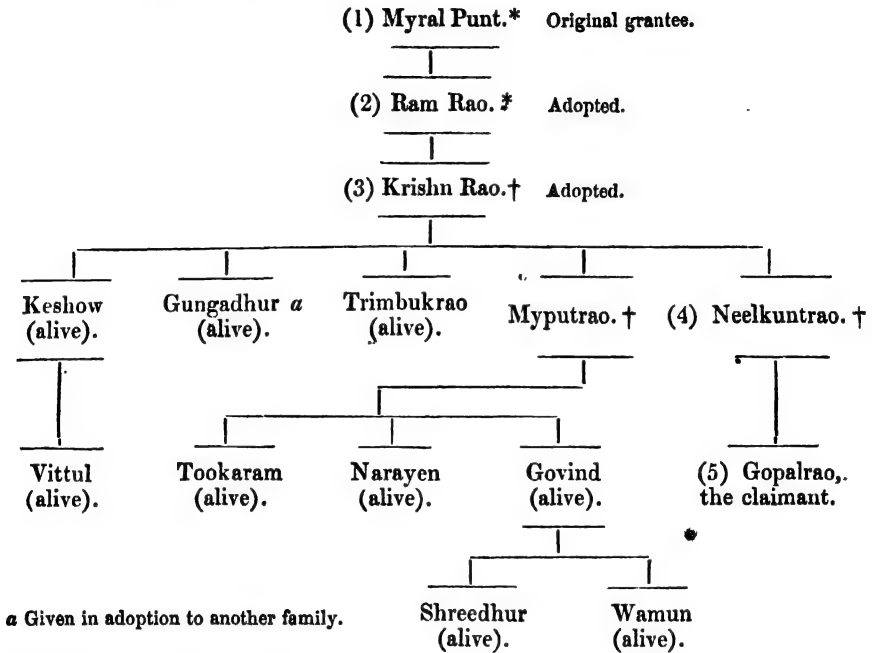 (1) Myral Punt.* Original grantee.
(2) Ram Rao. * Adopted.
(3) Krishn Rao.† Adopted.
Keshow Gungadhur a Trimbukrao Myputrao. † (4) Neelkuntrao. †
(alive). (alive). (alive).
Vittul Tookaram Narayen Govind (5) Gopalrao,
(alive). (alive). (alive). (alive). the claimant.
a Given in adoption to another family. Shreedhur Wamun
(alive). (alive).